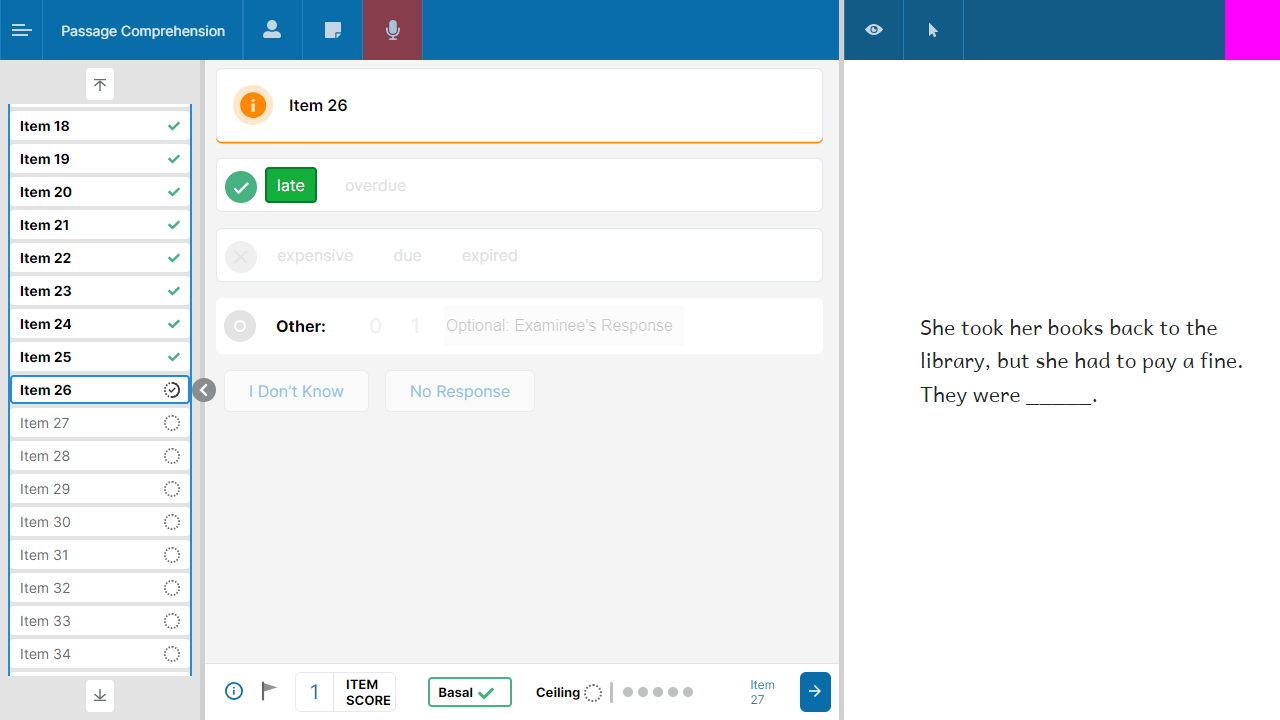 Passage Comprehension
Item 18
Item 19
Item 20
Item 21
Item 22
Item 23
Item 24
Item 25
Item 26
Item 27
Item 28
Item 29
Item 30
Item 31
Item 32
Item 33
Item 34
Item 26
late overdue
expensive due expired
Other: 0 1 Optional: Examinee's Response
I Don’t Know No Response
1 ITEM SCORE Basal Ceiling Item 27
She took her books back to the
library, but she had to pay a fine.
They were _____.